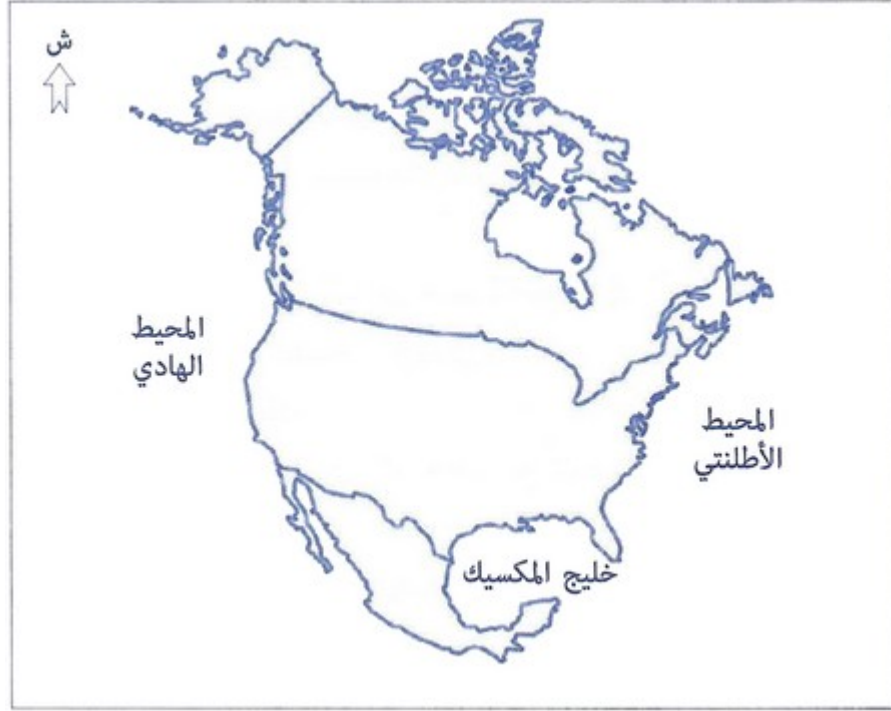 ش
المحيط
الهادي
المحيط
الأطلنتي
خليج المكسيك